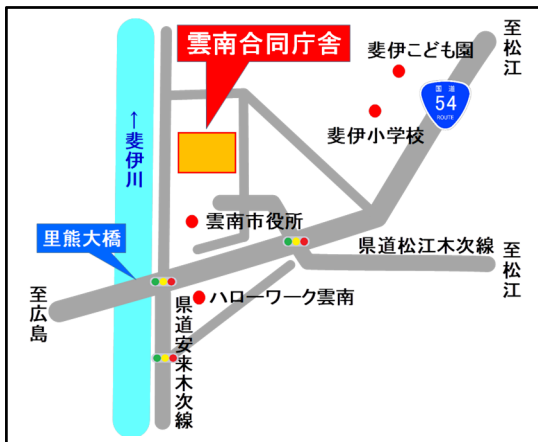 雲南合同庁舎
斐伊こども園
至松江
国道
54
ROUTE
斐伊小学校
←斐伊川
雲南市役所
里熊大橋
県道松江木次線
至松江
ハローワーク雲南
至広島
県道安来木次線